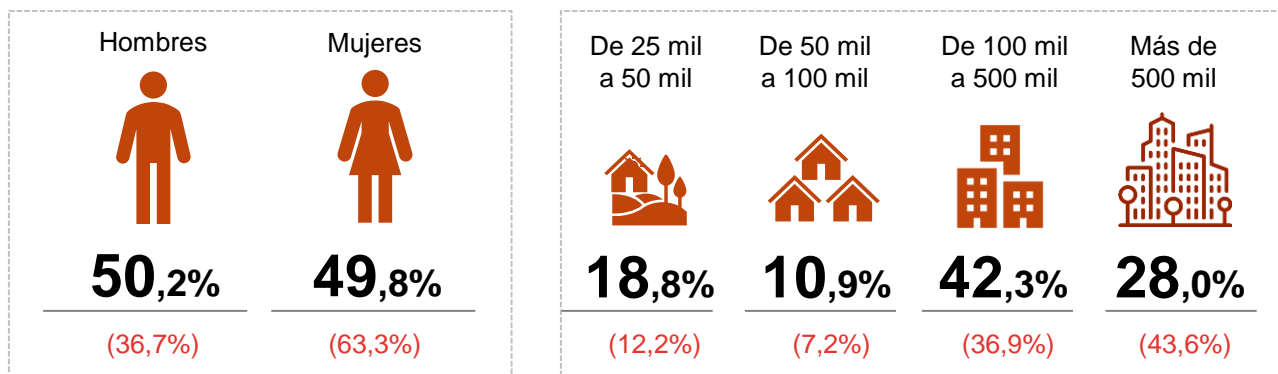 Hombres
Mujeres
50,2%
49,8%
(36,7%)
(63,3%)
De 25 mil
a 50 mil
De 50 mil
a 100 mil
De 100 mil
a 500 mil
Más de
500 mil
18,8%
10,9%
42,3%
28,0%
(12,2%)
(7,2%)
(36,9%)
(43,6%)